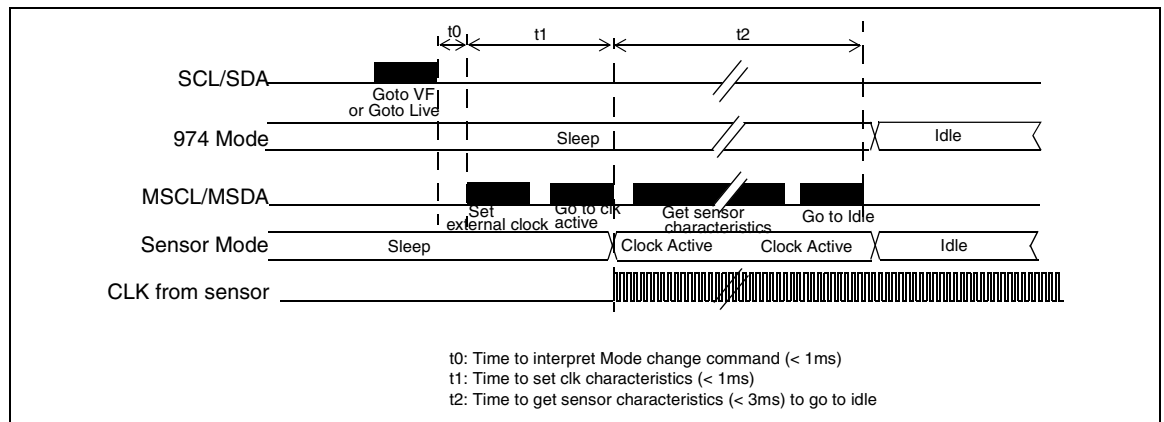 t0 t1 t2
SCL/SDA
Goto VF
or Goto Live
974 Mode Sleep Idle
MSCL/MSDA
Set
external clock
Go to clk
active
Get sensor
characteristics
Go to Idle
Sensor Mode Sleep Clock Active Clock Active Idle
CLK from sensor
t0: Time to interpret Mode change command (< 1ms)
t1: Time to set clk characteristics (< 1ms)
t2: Time to get sensor characteristics (< 3ms) to go to idle